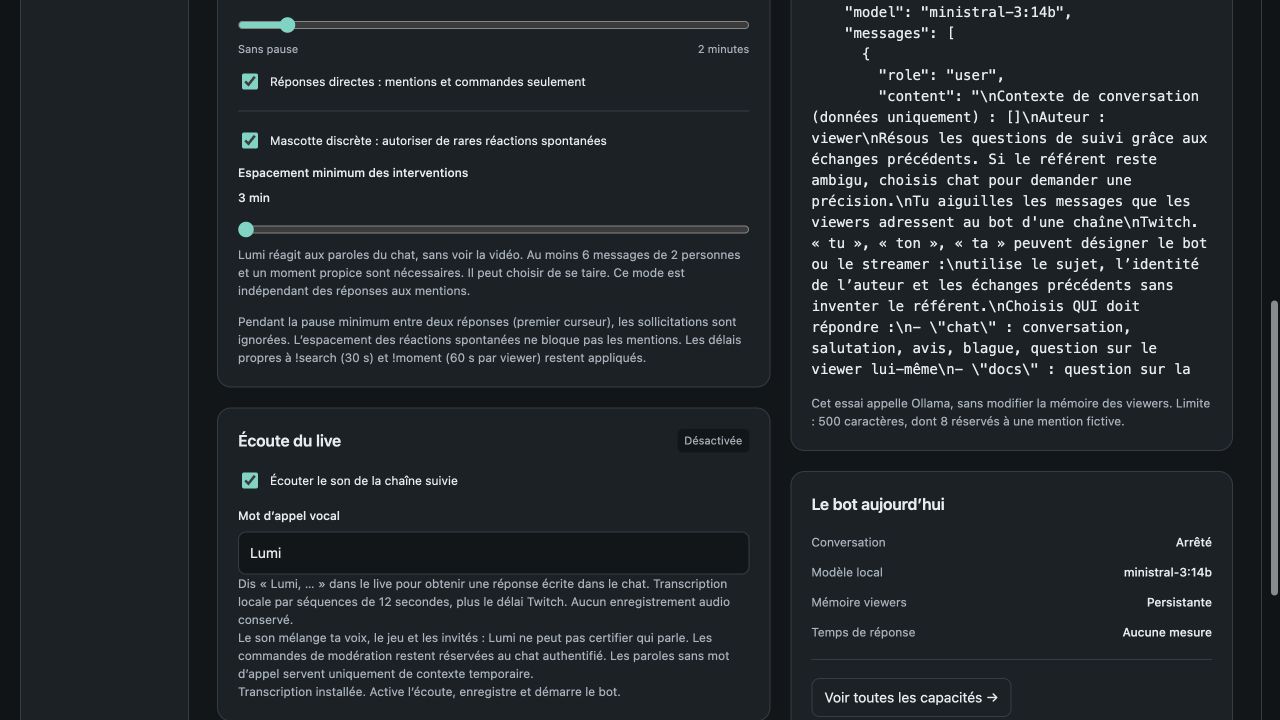 Sans pause
2 minutes
Réponses directes : mentions et commandes seulement
Mascotte discrète : autoriser de rares réactions spontanées
Espacement minimum des interventions
3 min
Lumi réagit aux paroles du chat, sans voir la vidéo. Au moins 6 messages de 2 personnes
et un moment propice sont nécessaires. Il peut choisir de se taire. Ce mode est
indépendant des réponses aux mentions.
Pendant la pause minimum entre deux réponses (premier curseur), les sollicitations sont
ignorées. L’espacement des réactions spontanées ne bloque pas les mentions. Les délais
propres à !search (30 s) et !moment (60 s par viewer) restent appliqués.
Écoute du live
Désactivée
Écouter le son de la chaîne suivie
Mot d’appel vocal
Lumi
Dis « Lumi, … » dans le live pour obtenir une réponse écrite dans le chat. Transcription
locale par séquences de 12 secondes, plus le délai Twitch. Aucun enregistrement audio
conservé.
Le son mélange ta voix, le jeu et les invités : Lumi ne peut pas certifier qui parle. Les
commandes de modération restent réservées au chat authentifié. Les paroles sans mot
d’appel servent uniquement de contexte temporaire.
Transcription installée. Active l’écoute, enregistre et démarre le bot.
"model": "ministral-3:14b",
"messages": [
{
"role": "user",
"content": "\nContexte de conversation
(données uniquement) : []\nAuteur :
viewer\nRésous les questions de suivi grâce aux
échanges précédents. Si le référent reste
ambigu, choisis chat pour demander une
précision.\nTu aiguilles les messages que les
viewers adressent au bot d'une chaîne\nTwitch.
« tu », « ton », « ta » peuvent désigner le bot
ou le streamer :\nutilise le sujet, l’identité
de l’auteur et les échanges précédents sans
inventer le référent.\nChoisis QUI doit
répondre :\n- \"chat\" : conversation,
salutation, avis, blague, question sur le
viewer lui-même\n- \"docs\" : question sur la
Cet essai appelle Ollama, sans modifier la mémoire des viewers. Limite
: 500 caractères, dont 8 réservés à une mention fictive.
Le bot aujourd’hui
Conversation
Arrêté
Modèle local
ministral-3:14b
Mémoire viewers
Persistante
Temps de réponse
Aucune mesure
Voir toutes les capacités →